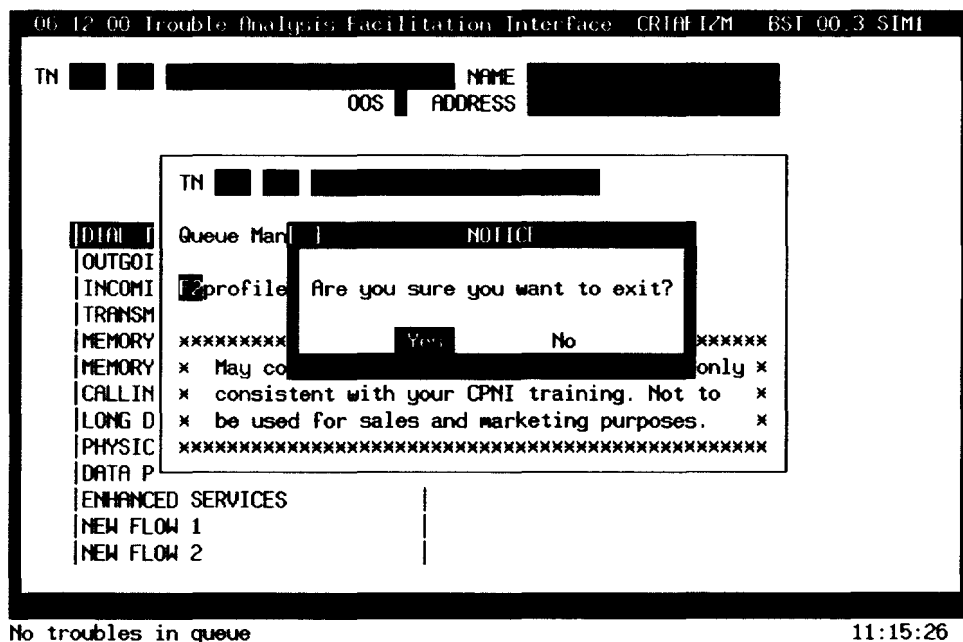 06 12 00 Trouble Analysis Facilitation Interface CRTAFIZM BST 00.3 SIM1
TN NAME
OOS ADDRESS
TN
DIAL T Queue Man[ ] NOTICE
OUTGOI
INCOMI F2profile Are you sure you want to exit?
TRANSM
MEMORY ********* Yes No ******
MEMORY * May co only *
CALLIN * consistent with your CPNI training. Not to *
LONG D * be used for sales and marketing purposes. *
PHYSIC *************************************************
DATA P
ENHANCED SERVICES
NEW FLOW 1
NEW FLOW 2
No troubles in queue 11:15:26